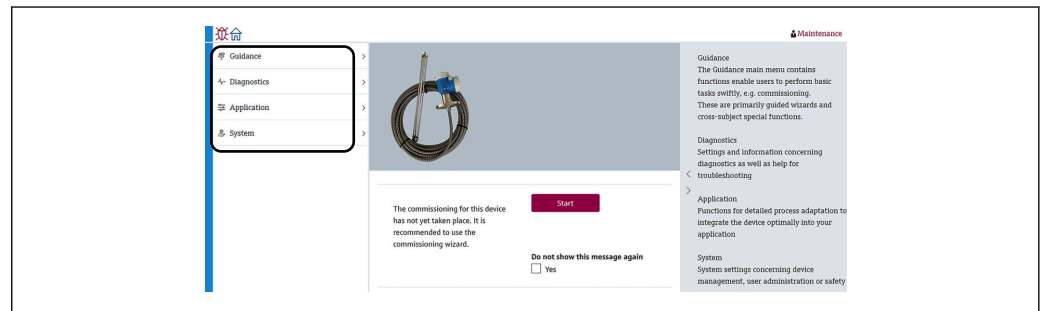 Maintenance
Guidance
Diagnostics
Application
System
The commissioning for this device
has not yet taken place. It is
recommended to use the
commissioning wizard.
Start
Do not show this message again
Yes
Guidance
The Guidance main menu contains
functions enable users to perform basic
tasks swiftly, e.g. commissioning.
These are primarily guided wizards and
cross-subject special functions.
Diagnostics
Settings and information concerning
diagnostics as well as help for
troubleshooting
Application
Functions for detailed process adaptation to
integrate the device optimally into your
application
System
System settings concerning device
management, user administration or safety